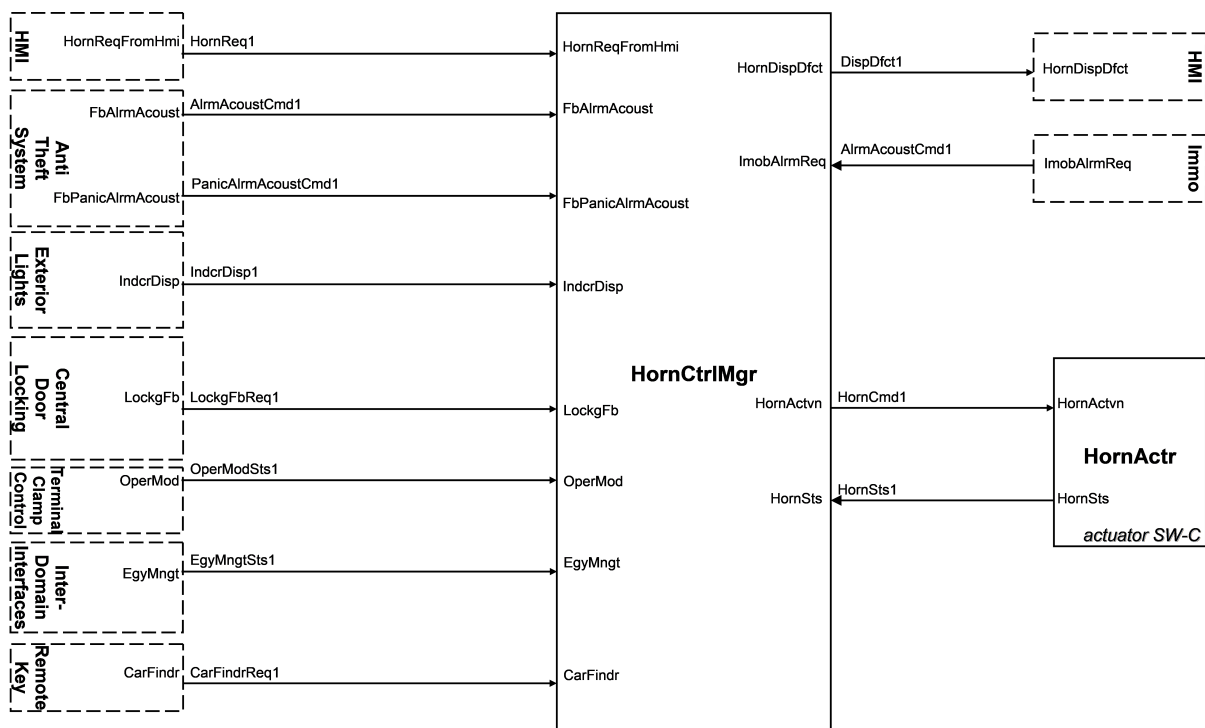 HMI
HornReqFromHmi
HornReq1
HornReqFromHmi
Anti
Theft
System
FbAlrmAcoust
AlrmAcoustCmd1
FbAlrmAcoust
FbPanicAlrmAcoust
PanicAlrmAcoustCmd1
FbPanicAlrmAcoust
Exterior
Lights
IndcrDisp
IndcrDisp1
IndcrDisp
Central
Door
Locking
LockgFb
LockgFbReq1
LockgFb
Terminal
Clamp
Control
OperMod
OperModSts1
OperMod
Inter-
Domain
Interfaces
EgyMngt
EgyMngtSts1
EgyMngt
Remote
Key
CarFindr
CarFindrReq1
CarFindr
HornCtrlMgr
HornDispDfct
DispDfct1
HornDispDfct
HMI
ImobAlrmReq
AlrmAcoustCmd1
ImobAlrmReq
Immo
HornActvn
HornCmd1
HornActvn
HornActr
HornSts
HornSts1
HornSts
actuator SW-C